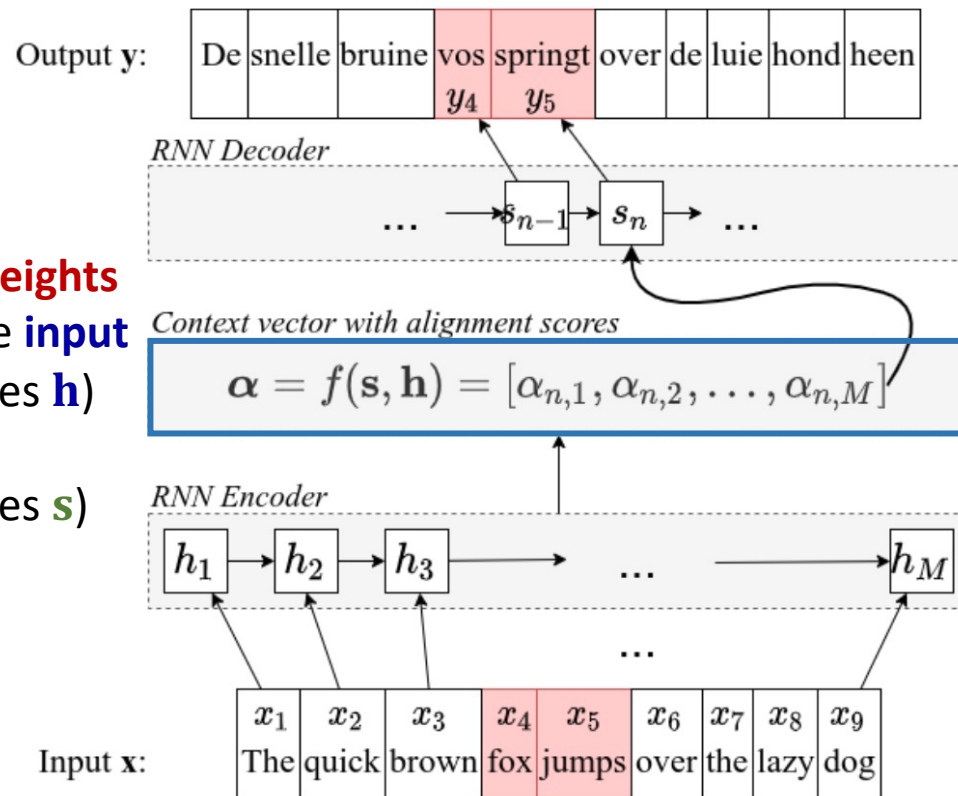 Output y: De snelle bruine vos springt over de luie hond heen
y₄ y₅
RNN Decoder
... sₙ₋₁ sₙ ...
eights
e input
es h)
es s)
Context vector with alignment scores
α = f(s, h) = [αₙ,₁, αₙ,₂, . . . , αₙ,M]
RNN Encoder
h₁ h₂ h₃ ... hM
...
x₁ x₂ x₃ x₄ x₅ x₆ x₇ x₈ x₉
Input x: The quick brown fox jumps over the lazy dog